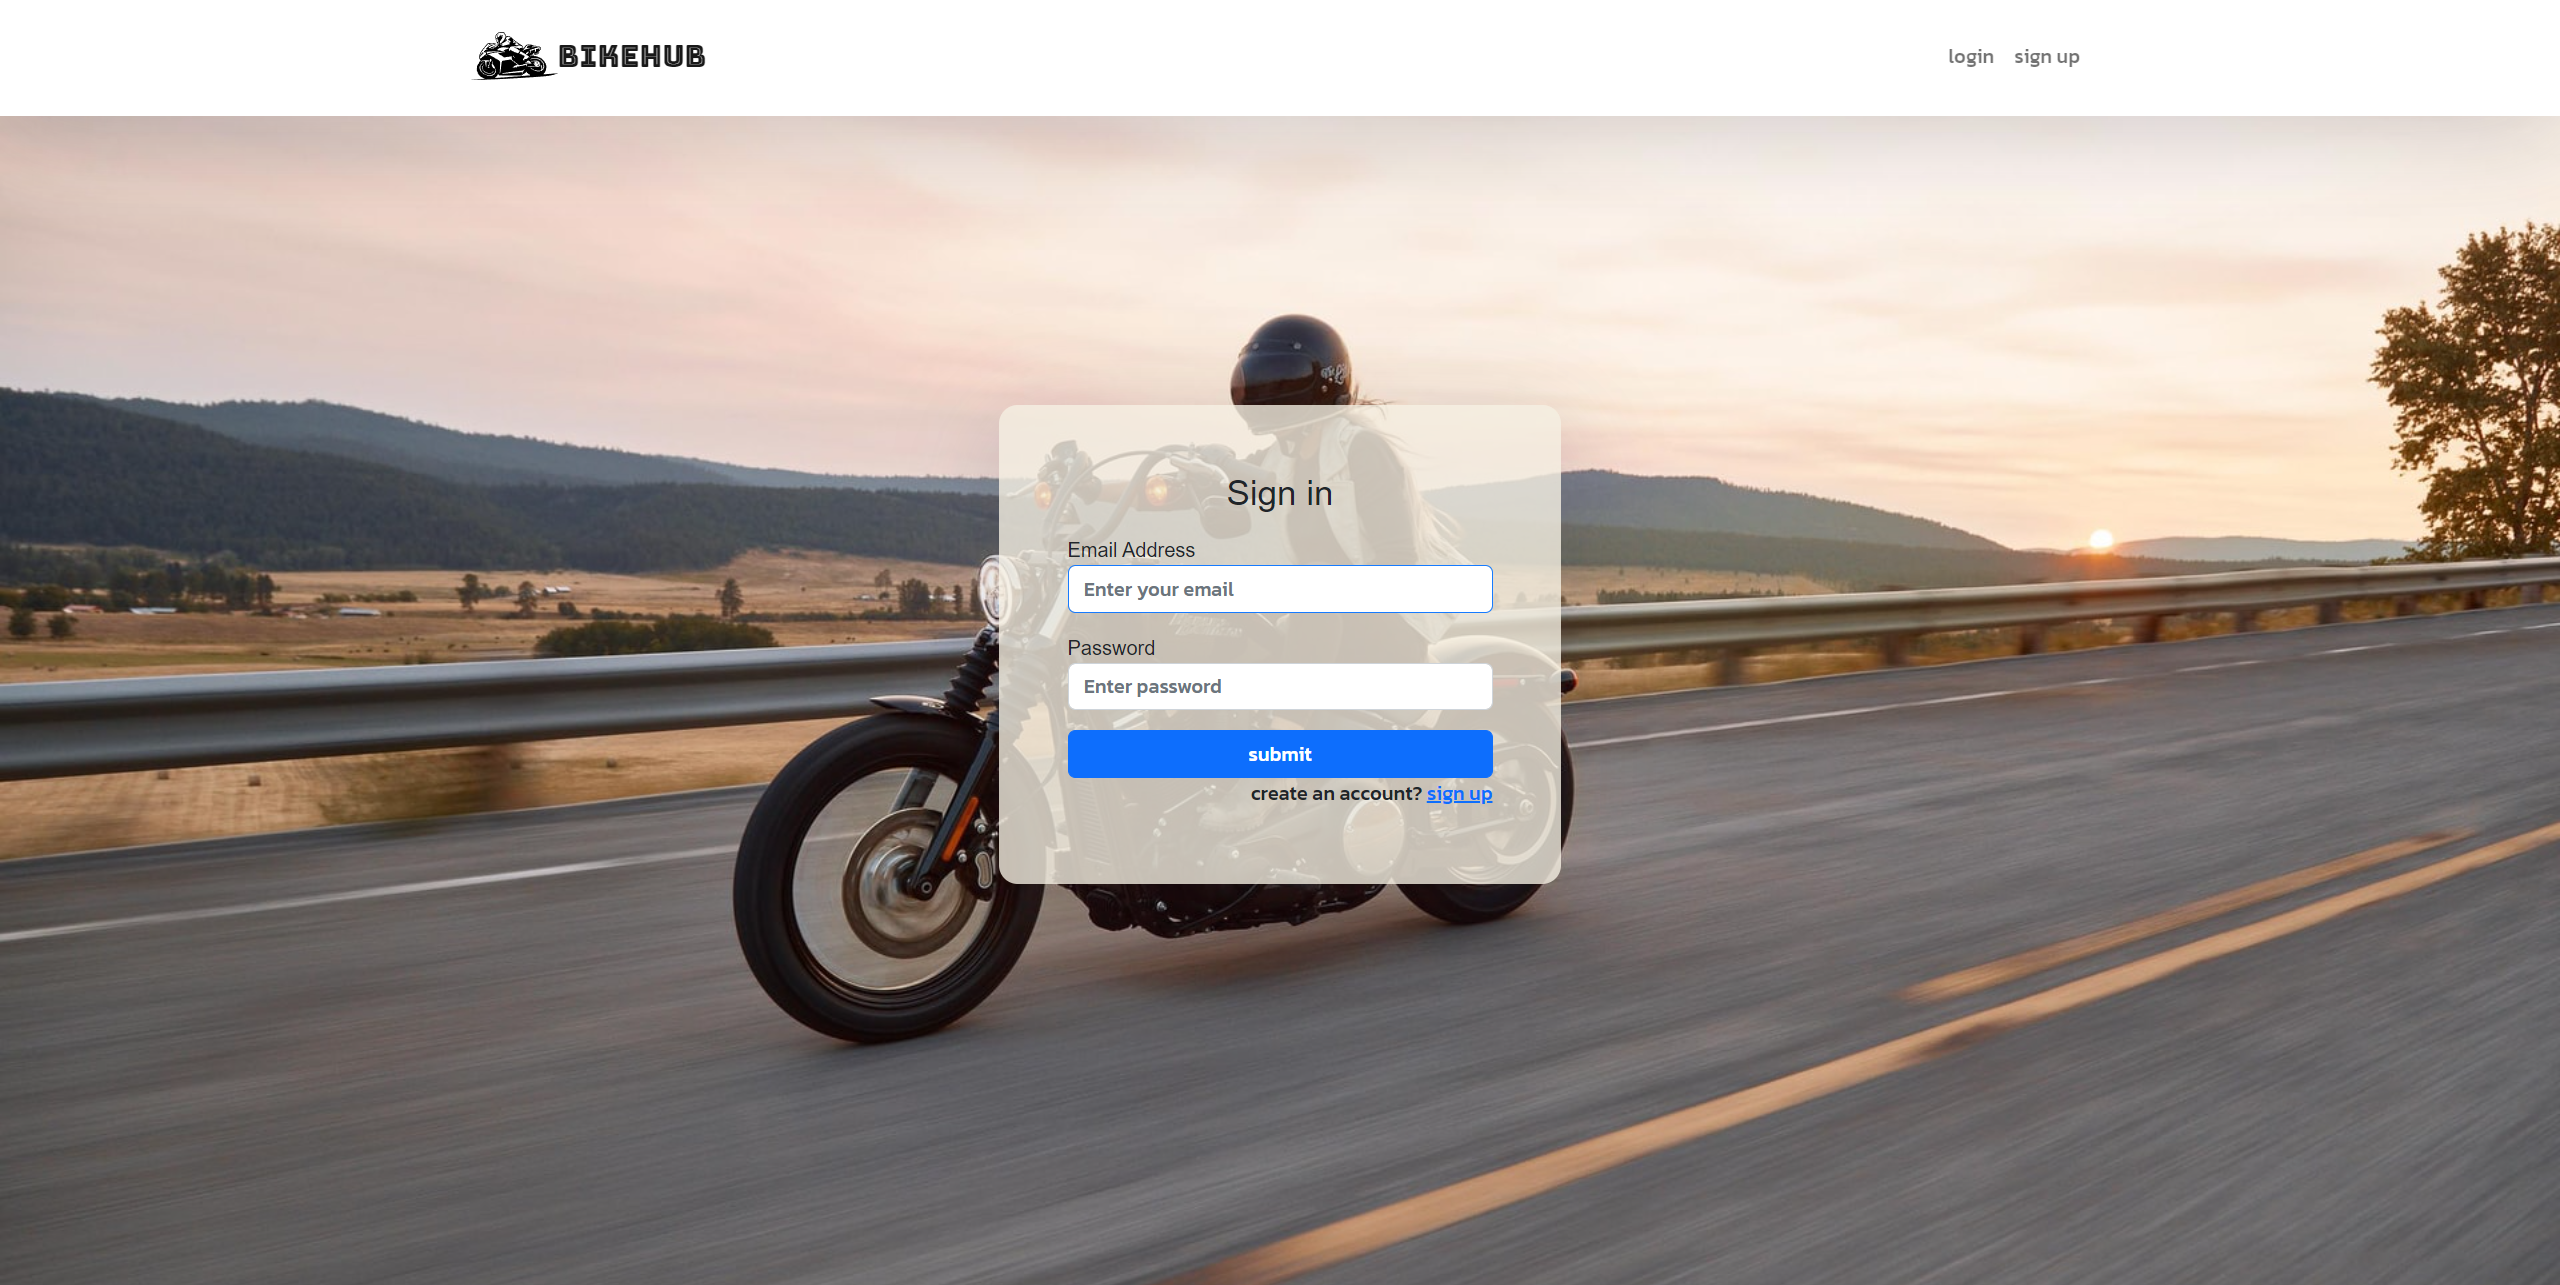 BIKEHUB
login sign up
Sign in
Email Address
Enter your email
Password
Enter password
submit
create an account? sign up